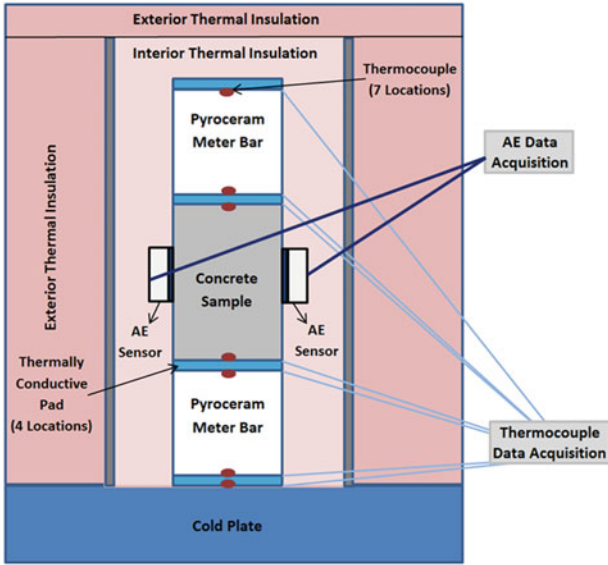 Exterior Thermal Insulation
Interior Thermal Insulation
Thermocouple
(7 Locations)
Pyroceram
Meter Bar
AE Data
Acquisition
Exterior Thermal Insulation
Concrete
Sample
AE
Sensor
AE
Sensor
Thermally
Conductive
Pad
(4 Locations)
Pyroceram
Meter Bar
Thermocouple
Data Acquisition
Cold Plate